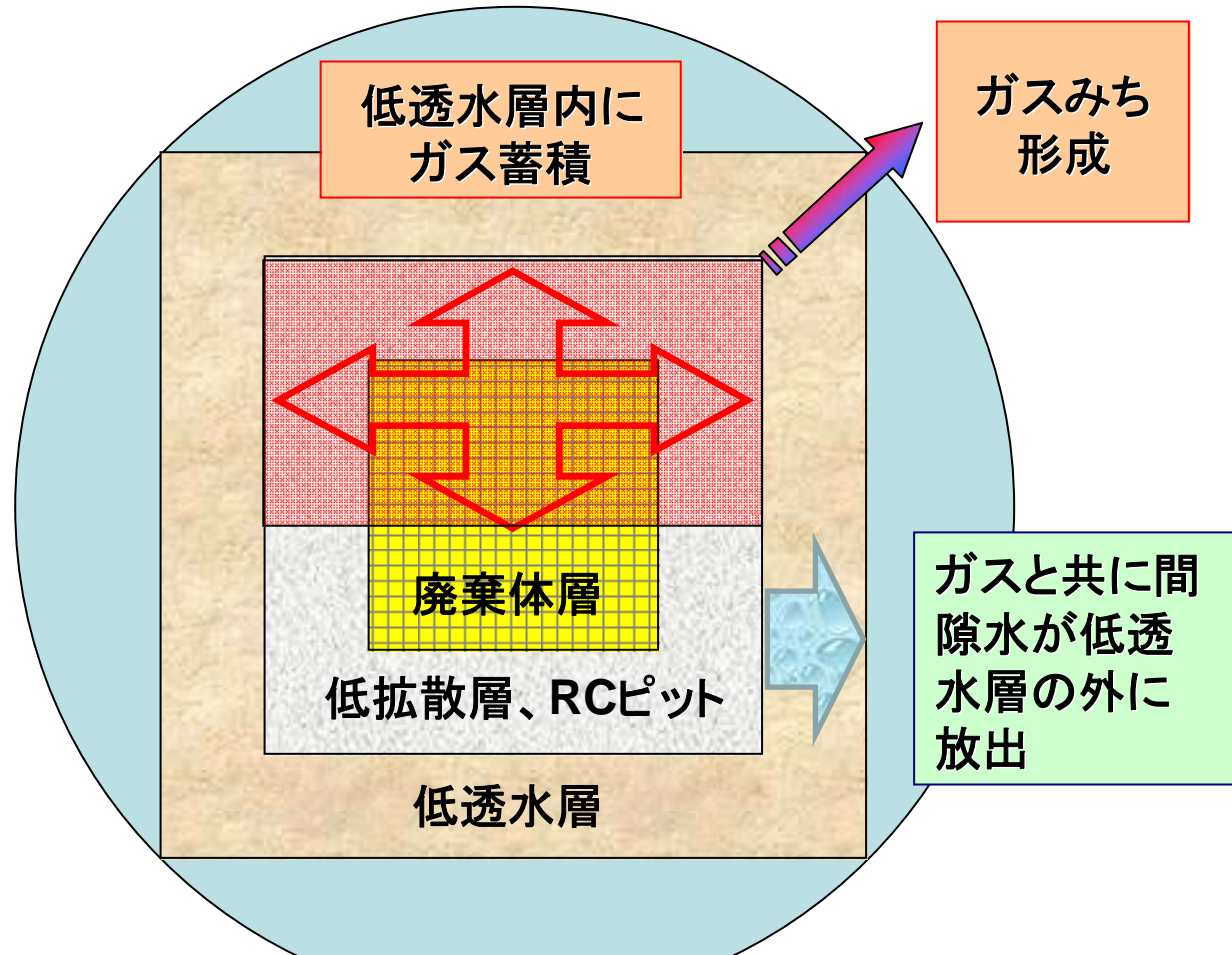 低透水層内に
ガス蓄積
ガスみち
形成
廃棄体層
低拡散層、RCピット
低透水層
ガスと共に間
隙水が低透
水層の外に
放出